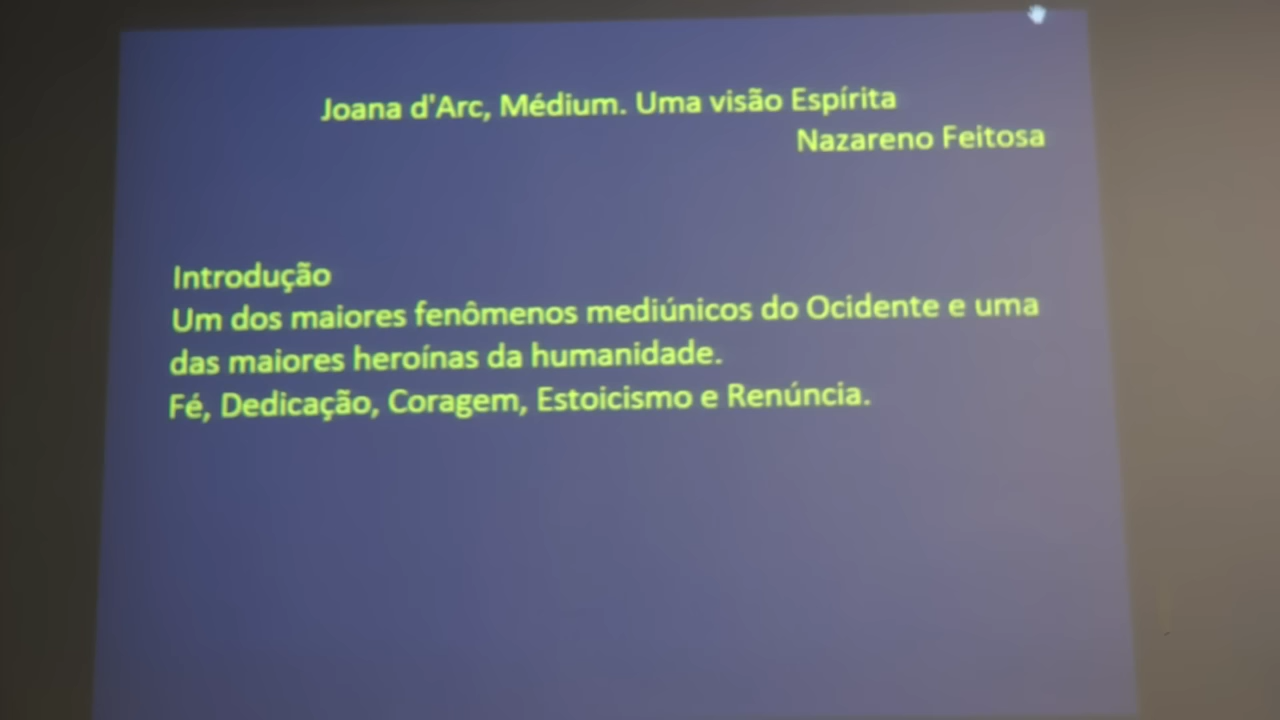 Joana d'Arc, Médium. Uma visão Espírita
Nazareno Feitosa
Introdução
Um dos maiores fenômenos mediúnicos do Ocidente e uma
das maiores heroínas da humanidade.
Fé, Dedicação, Coragem, Estoicismo e Renúncia.